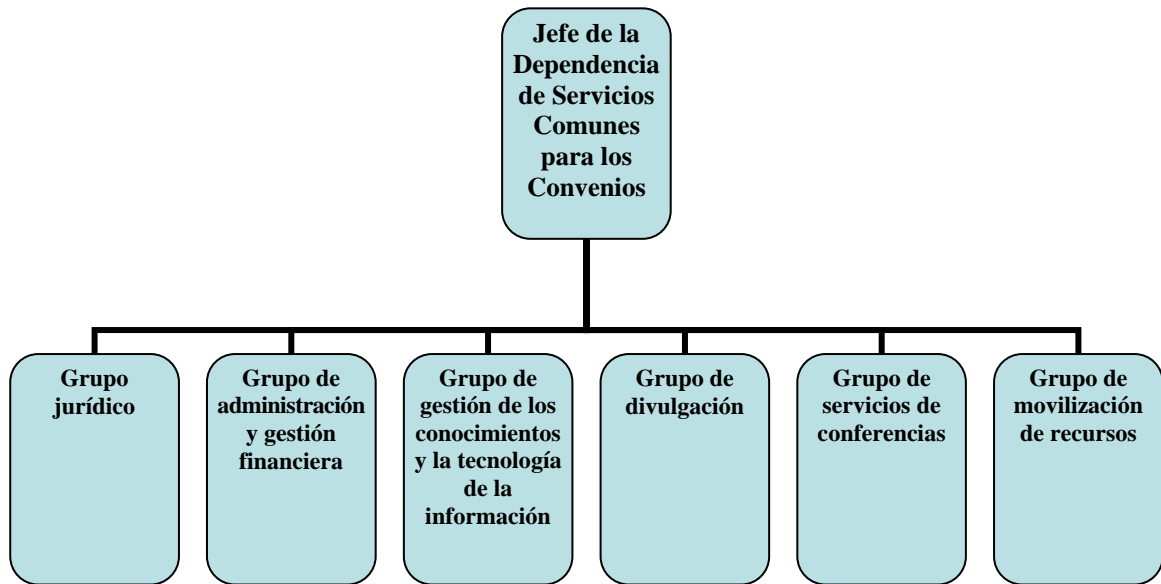 Jefe de la
Dependencia
de Servicios
Comunes
para los
Convenios
Grupo
jurídico
Grupo de
administración
y gestión
financiera
Grupo de
gestión de los
conocimientos
y la tecnología
de la
información
Grupo de
divulgación
Grupo de
servicios de
conferencias
Grupo de
movilización
de recursos